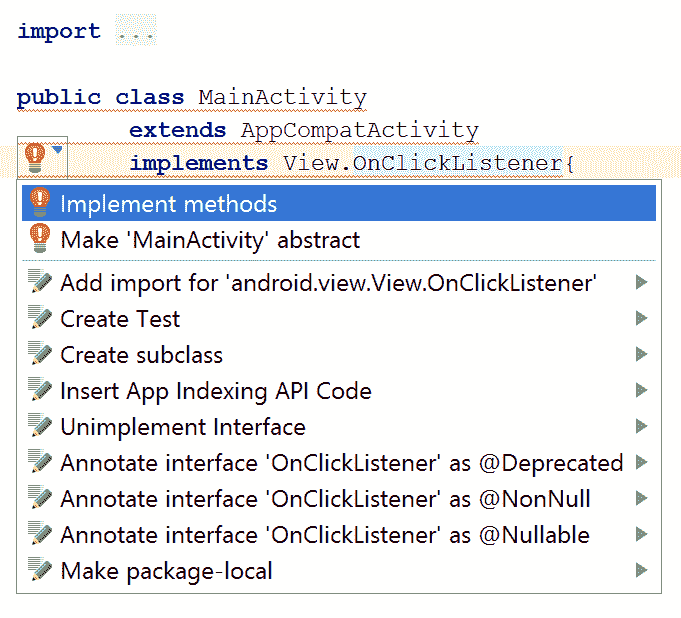 import ...
public class MainActivity
extends AppCompatActivity
implements View.OnClickListener{
Implement methods
Make 'MainActivity' abstract
Add import for 'android.view.View.OnClickListener'
Create Test
Create subclass
Insert App Indexing API Code
Unimplement Interface
Annotate interface 'OnClickListener' as @Deprecated
Annotate interface 'OnClickListener' as @NonNull
Annotate interface 'OnClickListener' as @Nullable
Make package-local